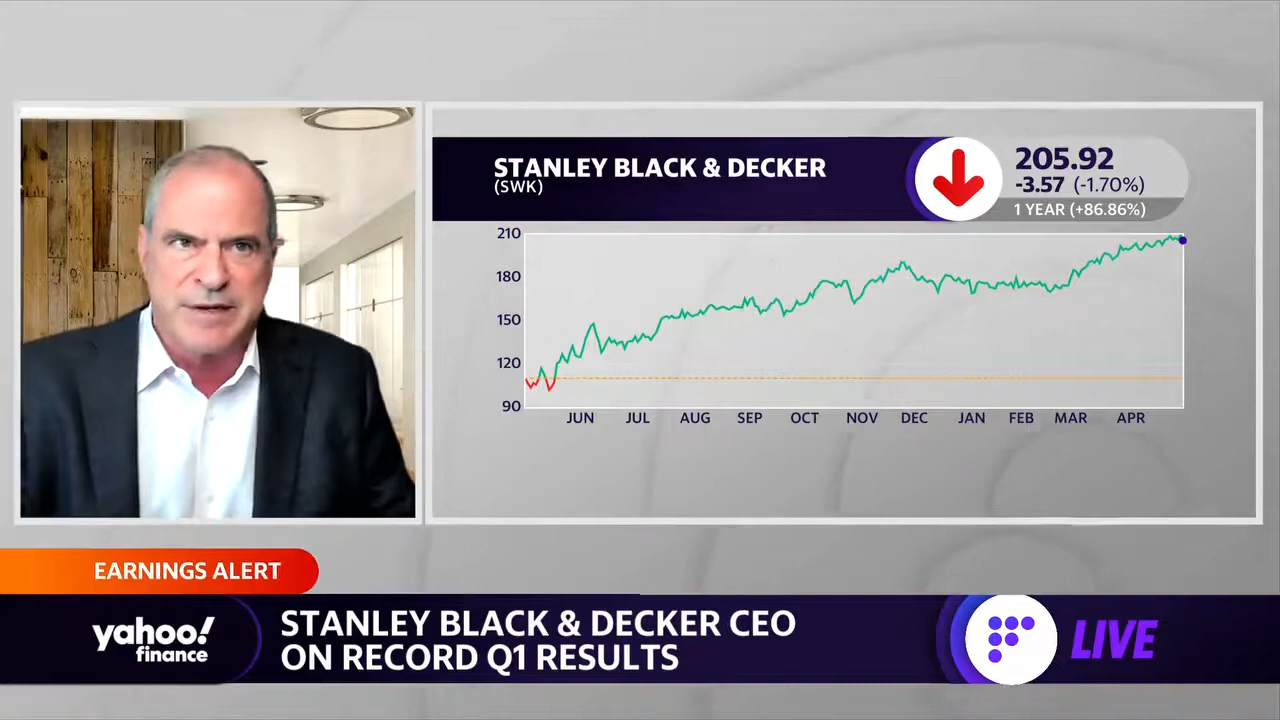 STANLEY BLACK & DECKER
(SWK)
205.92
-3.57 (-1.70%)
1 YEAR (+86.86%)
210
180
150
120
90
JUN JUL AUG SEP OCT NOV DEC JAN FEB MAR APR
EARNINGS ALERT
yahoo!
finance
STANLEY BLACK & DECKER CEO
ON RECORD Q1 RESULTS
LIVE